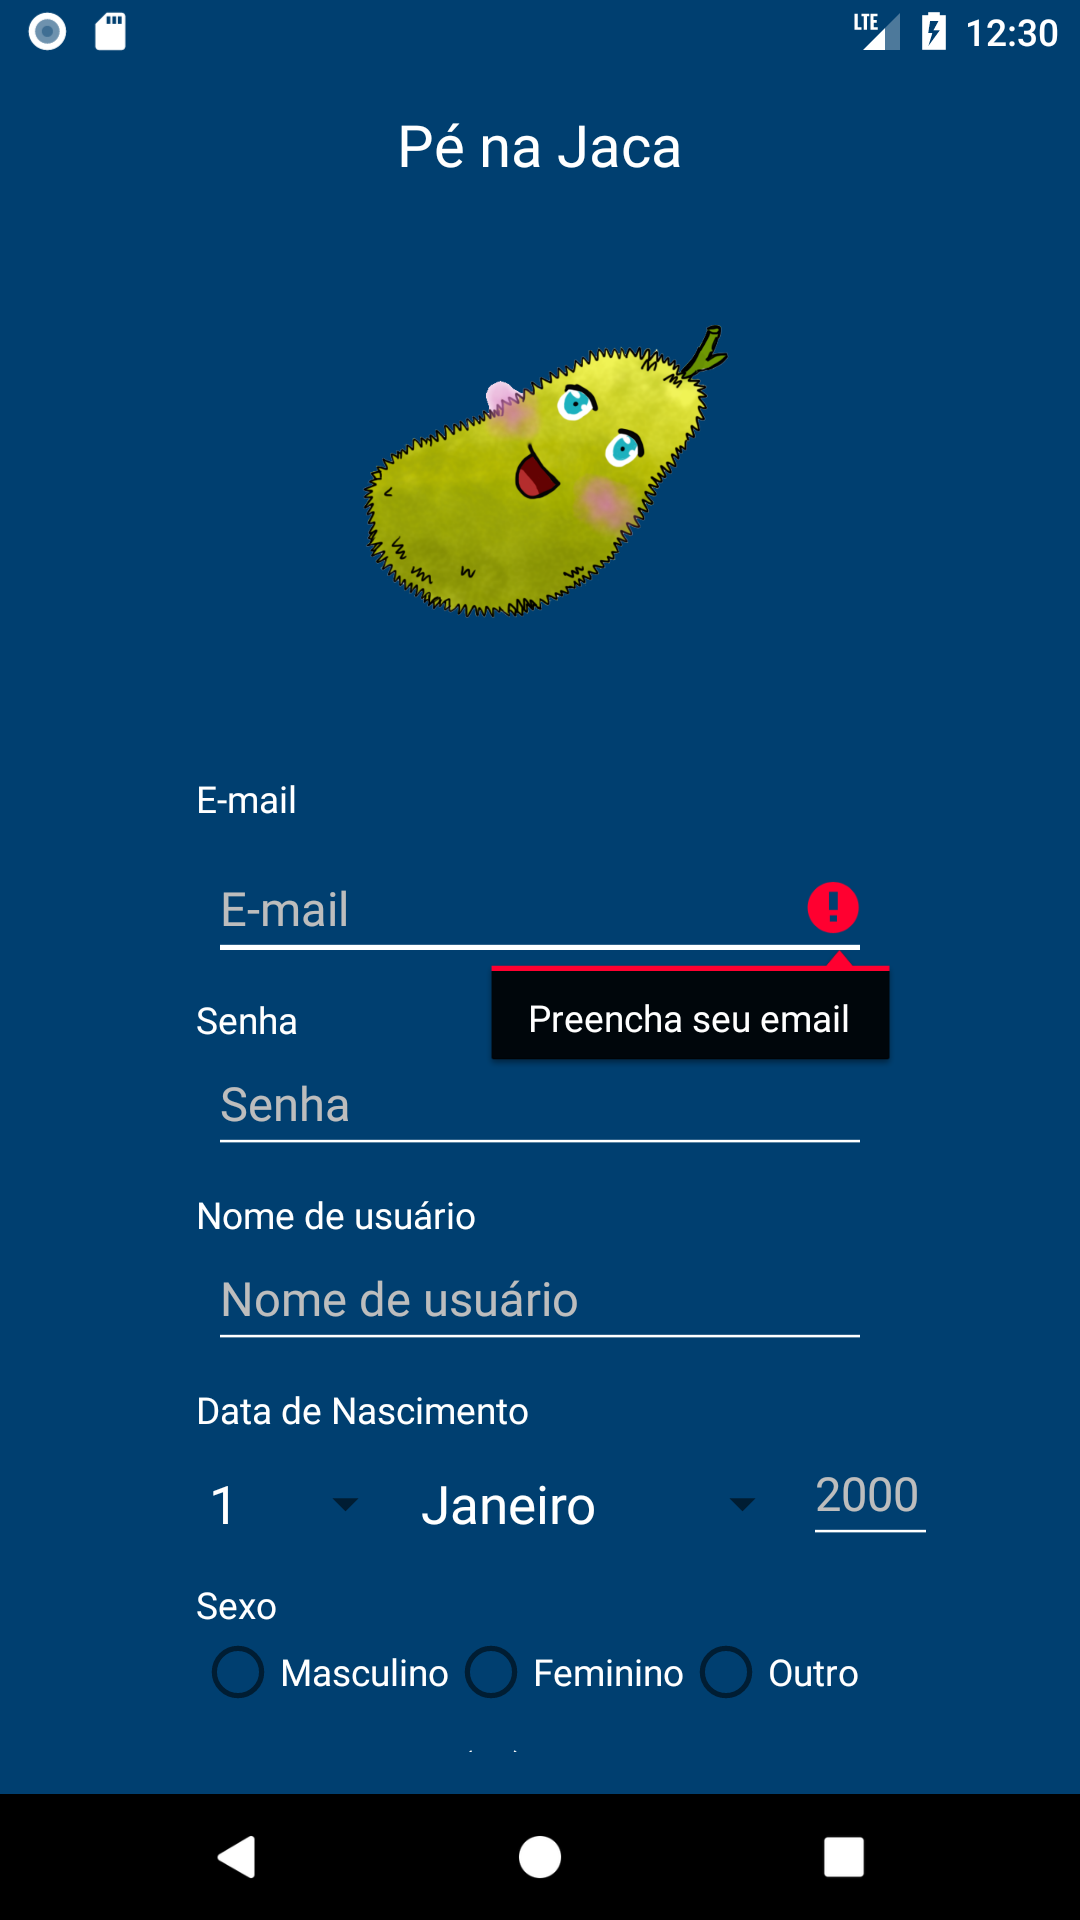 LTE 12:30
Pé na Jaca
E-mail
E-mail
Preencha seu email
Senha
Senha
Nome de usuário
Nome de usuário
Data de Nascimento
1 Janeiro 2000
Sexo
Masculino Feminino Outro